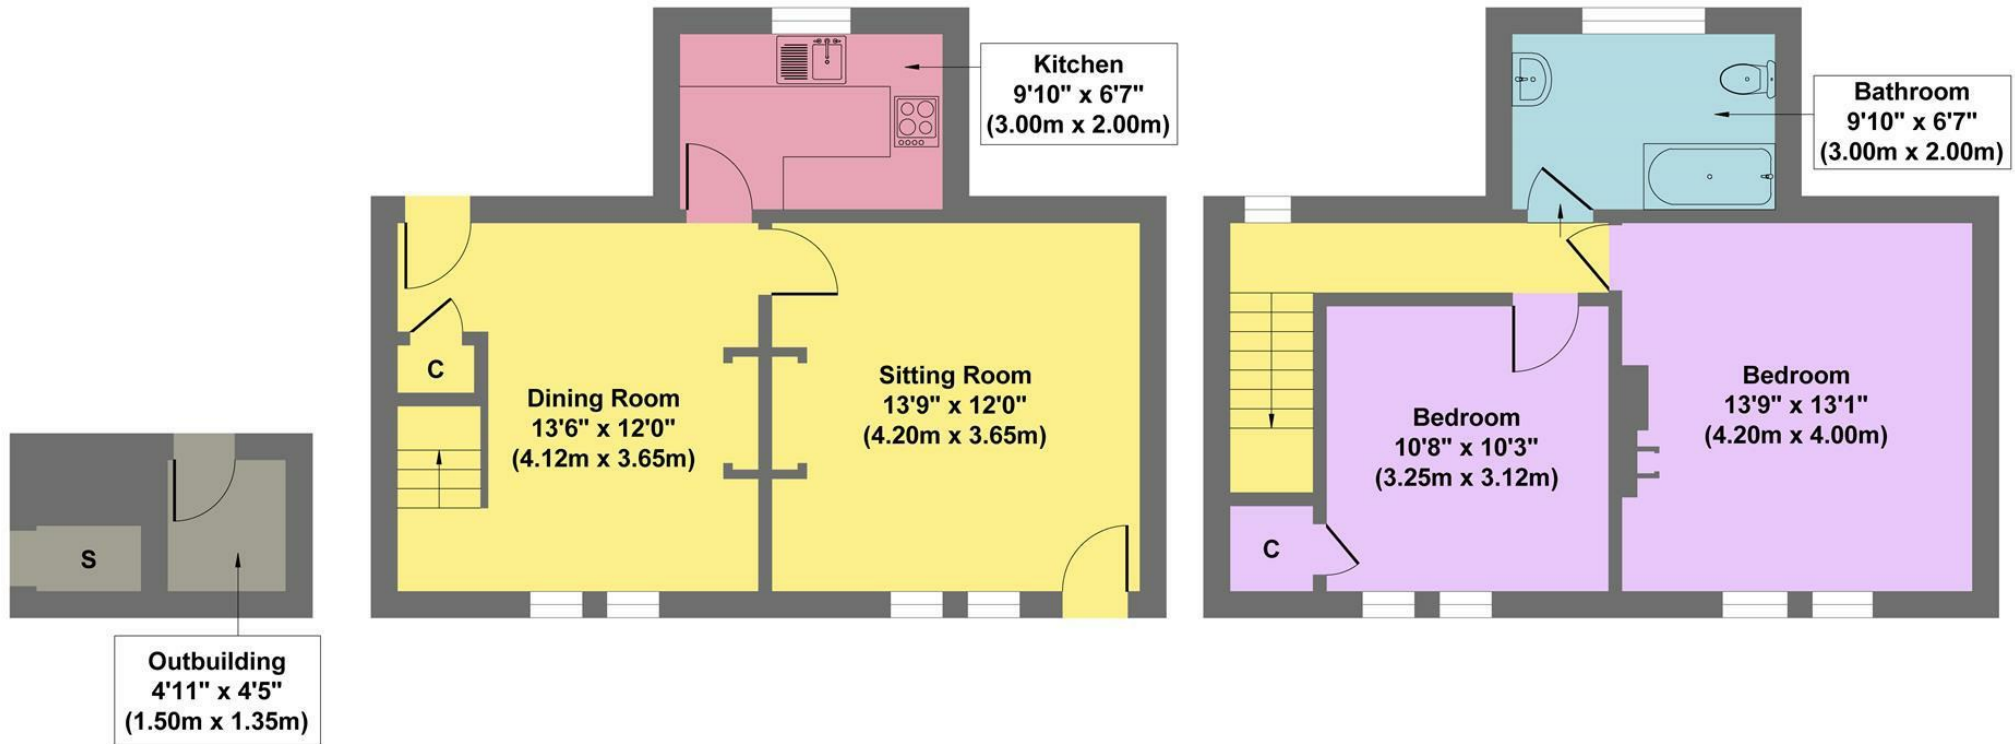 Kitchen
9'10" x 6'7"
(3.00m x 2.00m)
Bathroom
9'10" x 6'7"
(3.00m x 2.00m)
C
Dining Room
13'6" x 12'0"
(4.12m x 3.65m)
Sitting Room
13'9" x 12'0"
(4.20m x 3.65m)
Bedroom
10'8" x 10'3"
(3.25m x 3.12m)
Bedroom
13'9" x 13'1"
(4.20m x 4.00m)
C
S
Outbuilding
4'11" x 4'5"
(1.50m x 1.35m)